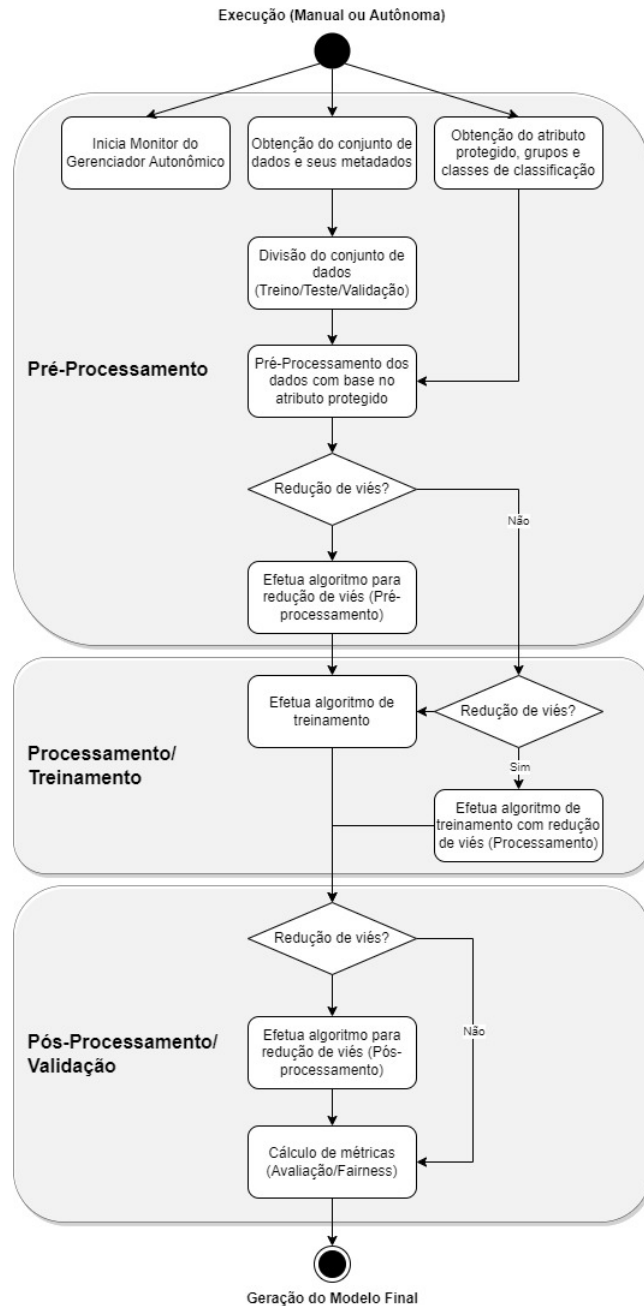 Execução (Manual ou Autônoma)
Inicia Monitor do
Gerenciador Autonômico
Obtenção do conjunto de
dados e seus metadados
Obtenção do atributo
protegido, grupos e
classes de classificação
Divisão do conjunto de
dados
(Treino/Teste/Validação)
Pré-Processamento
Pré-Processamento dos
dados com base no
atributo protegido
Redução de viés?
Não
Efetua algoritmo para
redução de viés (Pré-
processamento)
Efetua algoritmo de
treinamento
Redução de viés?
Processamento/
Treinamento
Sim
Efetua algoritmo de
treinamento com redução
de viés (Processamento)
Redução de viés?
Não
Pós-Processamento/
Validação
Efetua algoritmo para
redução de viés (Pós-
processamento)
Cálculo de métricas
(Avaliação/Fairness)
Geração do Modelo Final